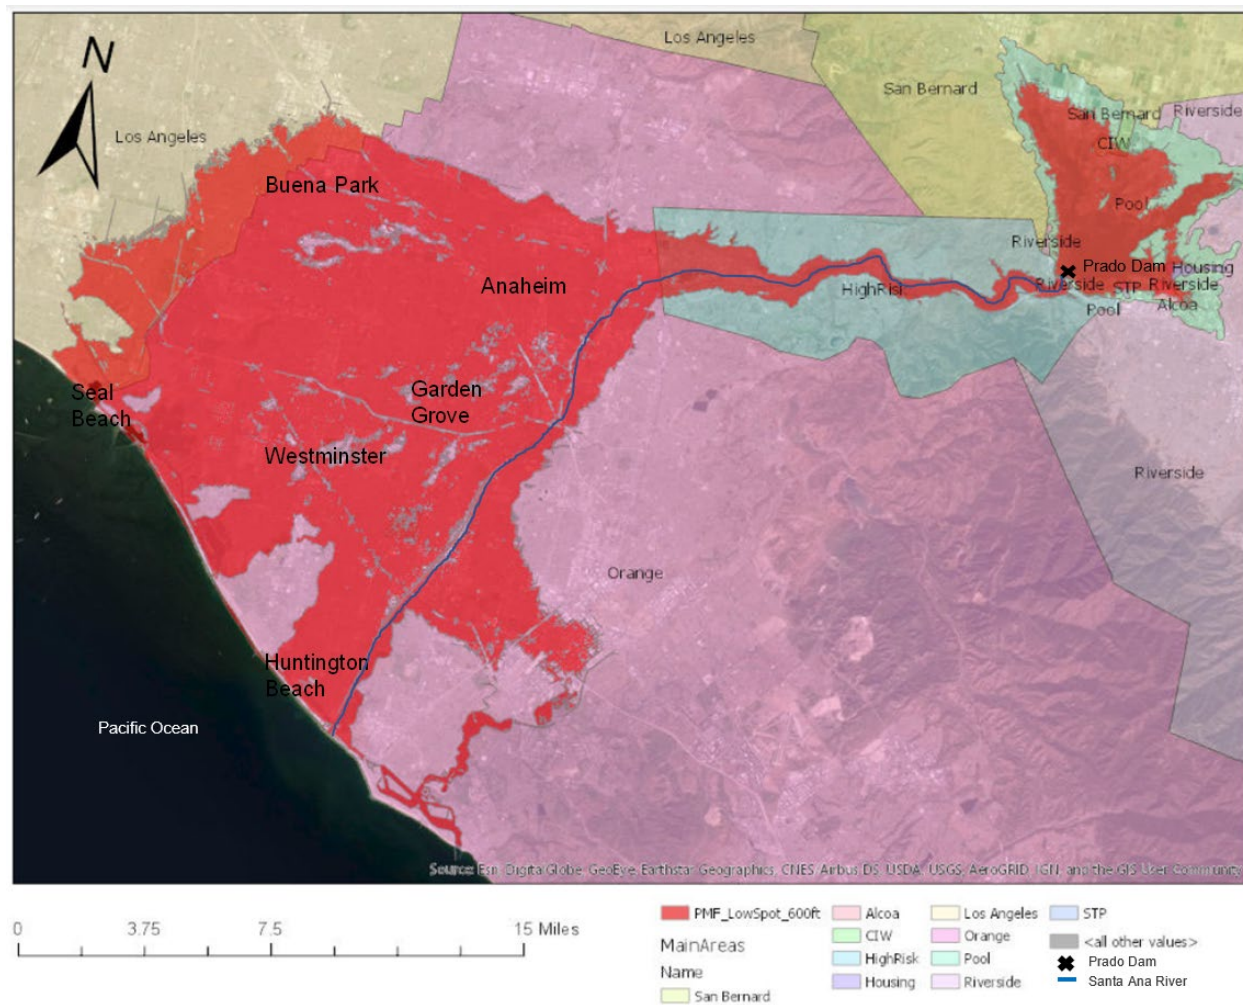 N
Los Angeles
San Bernard
Los Angeles
San Bernard
Riverside
CIW
Buena Park
Pool
Riverside
Anaheim
Prado Dam
Housing
Riverside
STP
Riverside
HighRisl
Pool
Alcoa
Seal
Beach
Garden
Grove
Westminster
Riverside
Orange
Huntington
Beach
Pacific Ocean
Source: Esri, DigitalGlobe, GeoEye, Earthstar Geographics, CNES/Airbus DS, USDA, USGS, AeroGRID, IGN, and the GIS User Community
0 3.75 7.5 15 Miles
PMF_LowSpot_600ft
MainAreas
Name
San Bernard
Alcoa
CIW
HighRisk
Housing
Los Angeles
Orange
Pool
Riverside
STP
<all other values>
Prado Dam
Santa Ana River